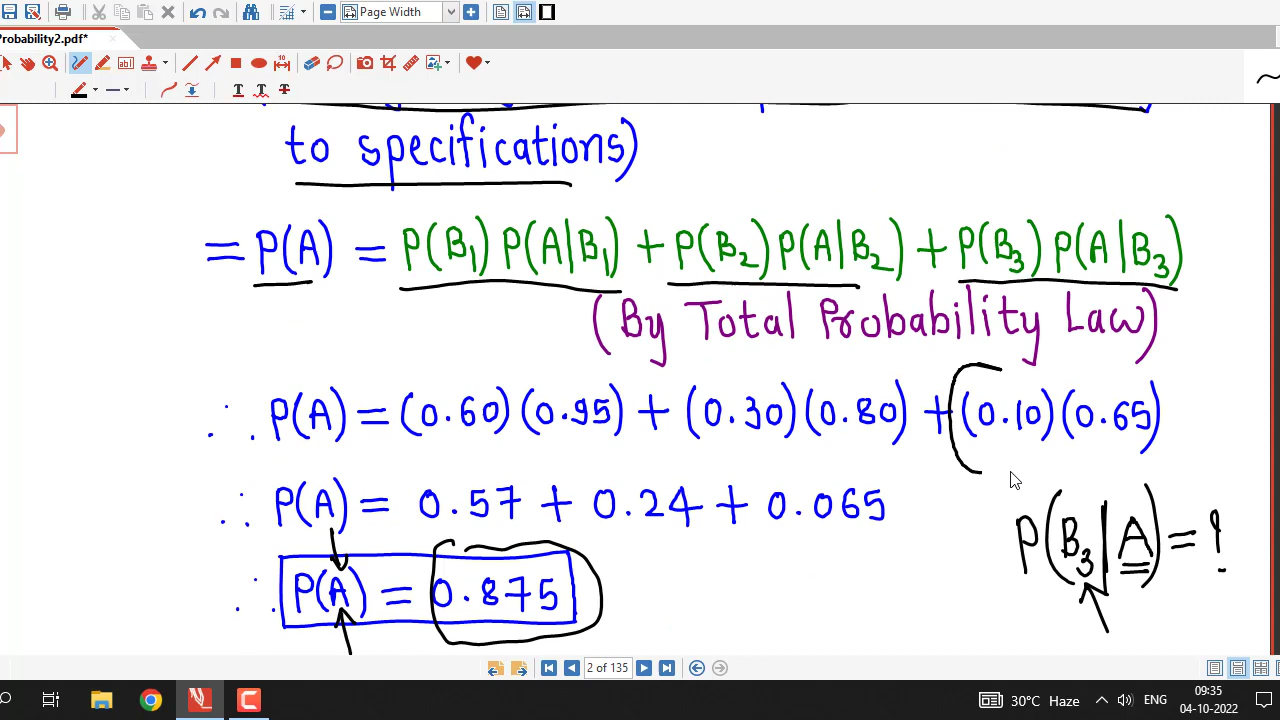 Page Width
Probability2.pdf*
to specifications)
= P(A) = P(B₁) P(A|B₁) + P(B₂) P(A|B₂) + P(B₃) P(A|B₃)
(By Total Probability Law)
∴ P(A) = (0.60)(0.95) + (0.30)(0.80) + (0.10)(0.65)
∴ P(A) = 0.57 + 0.24 + 0.065
P(B₃|A) = ?
∴ P(A) = 0.875
2 of 135
30°C Haze
ENG
09:35
04-10-2022